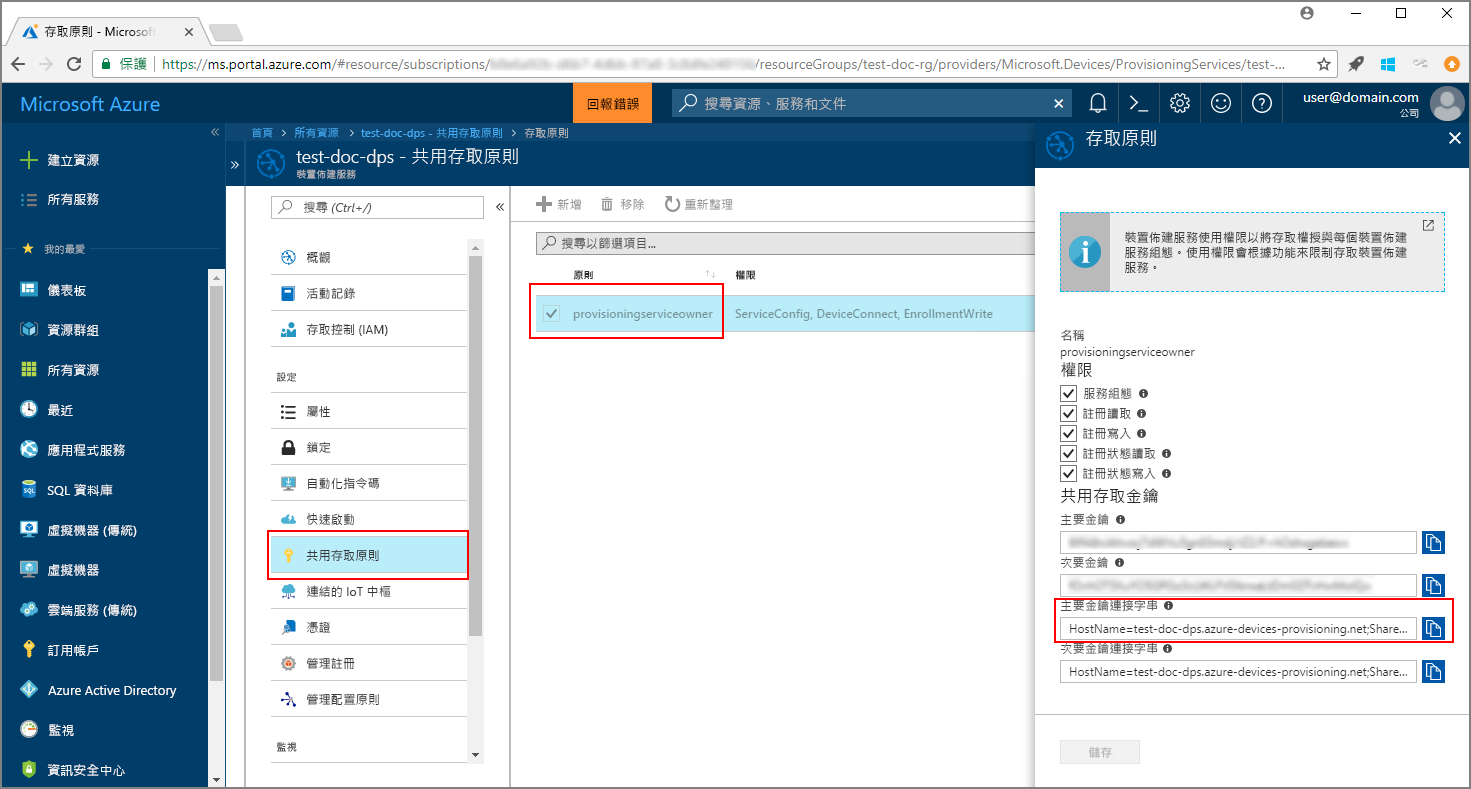 存取原則 - Microsoft
保護 https://ms.portal.azure.com/#resource/subscriptions/ /resourceGroups/test-doc-rg/providers/Microsoft.Devices/ProvisioningServices/test-...
Microsoft Azure
回報錯誤
搜尋資源、服務和文件
user@domain.com
公司
建立資源
所有服務
我的最愛
儀表板
資源群組
所有資源
最近
應用程式服務
SQL 資料庫
虛擬機器 (傳統)
虛擬機器
雲端服務 (傳統)
訂用帳戶
Azure Active Directory
監視
資訊安全中心
首頁 > 所有資源 > test-doc-dps - 共用存取原則 > 存取原則
test-doc-dps - 共用存取原則
裝置佈建服務
搜尋 (Ctrl+/)
概觀
活動記錄
存取控制 (IAM)
設定
屬性
鎖定
自動化指令碼
快速啟動
共用存取原則
連結的 IoT 中樞
憑證
管理註冊
管理配置原則
監視
新增 移除 重新整理
搜尋以篩選項目...
原則 權限
provisioningserviceowner ServiceConfig, DeviceConnect, EnrollmentWrite
存取原則
裝置佈建服務使用權限以將存取權授與每個裝置佈建
服務組態。使用權限會根據功能來限制存取裝置佈建
服務。
名稱
provisioningserviceowner
權限
服務組態
註冊讀取
註冊寫入
註冊狀態讀取
註冊狀態寫入
共用存取金鑰
主要金鑰
次要金鑰
主要金鑰連接字串
HostName=test-doc-dps.azure-devices-provisioning.net;Share...
次要金鑰連接字串
HostName=test-doc-dps.azure-devices-provisioning.net;Share...
儲存